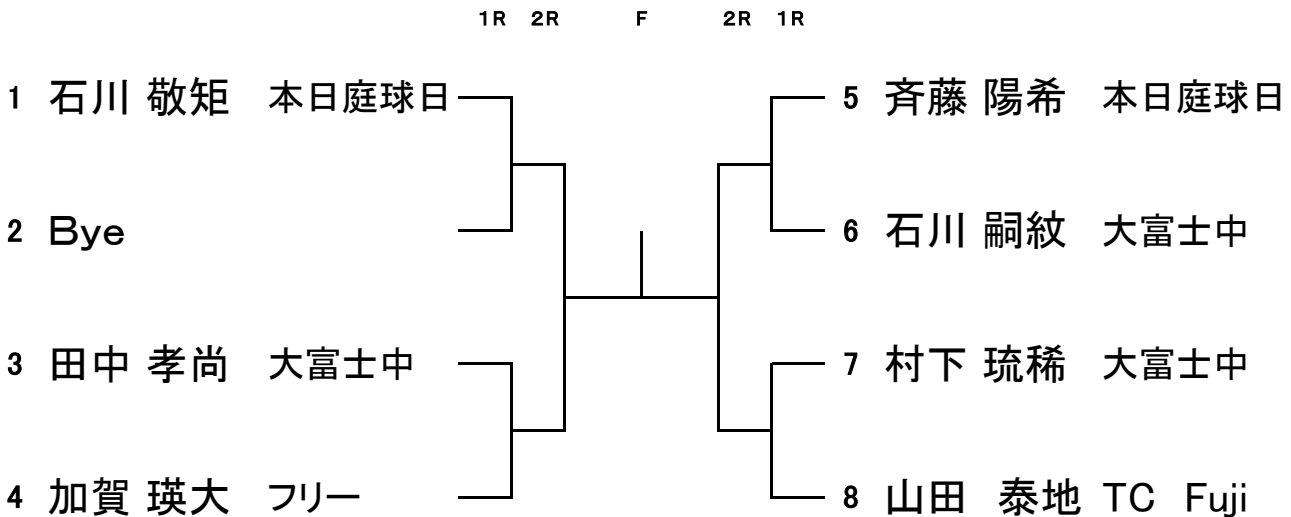 1R 2R F 2R 1R
1 石川 敬矩 本日庭球日 5 斉藤 陽希 本日庭球日
2 Bye 6 石川 嗣紋 大富士中
3 田中 孝尚 大富士中 7 村下 琉稀 大富士中
4 加賀 瑛大 フリー 8 山田 泰地 TC Fuji